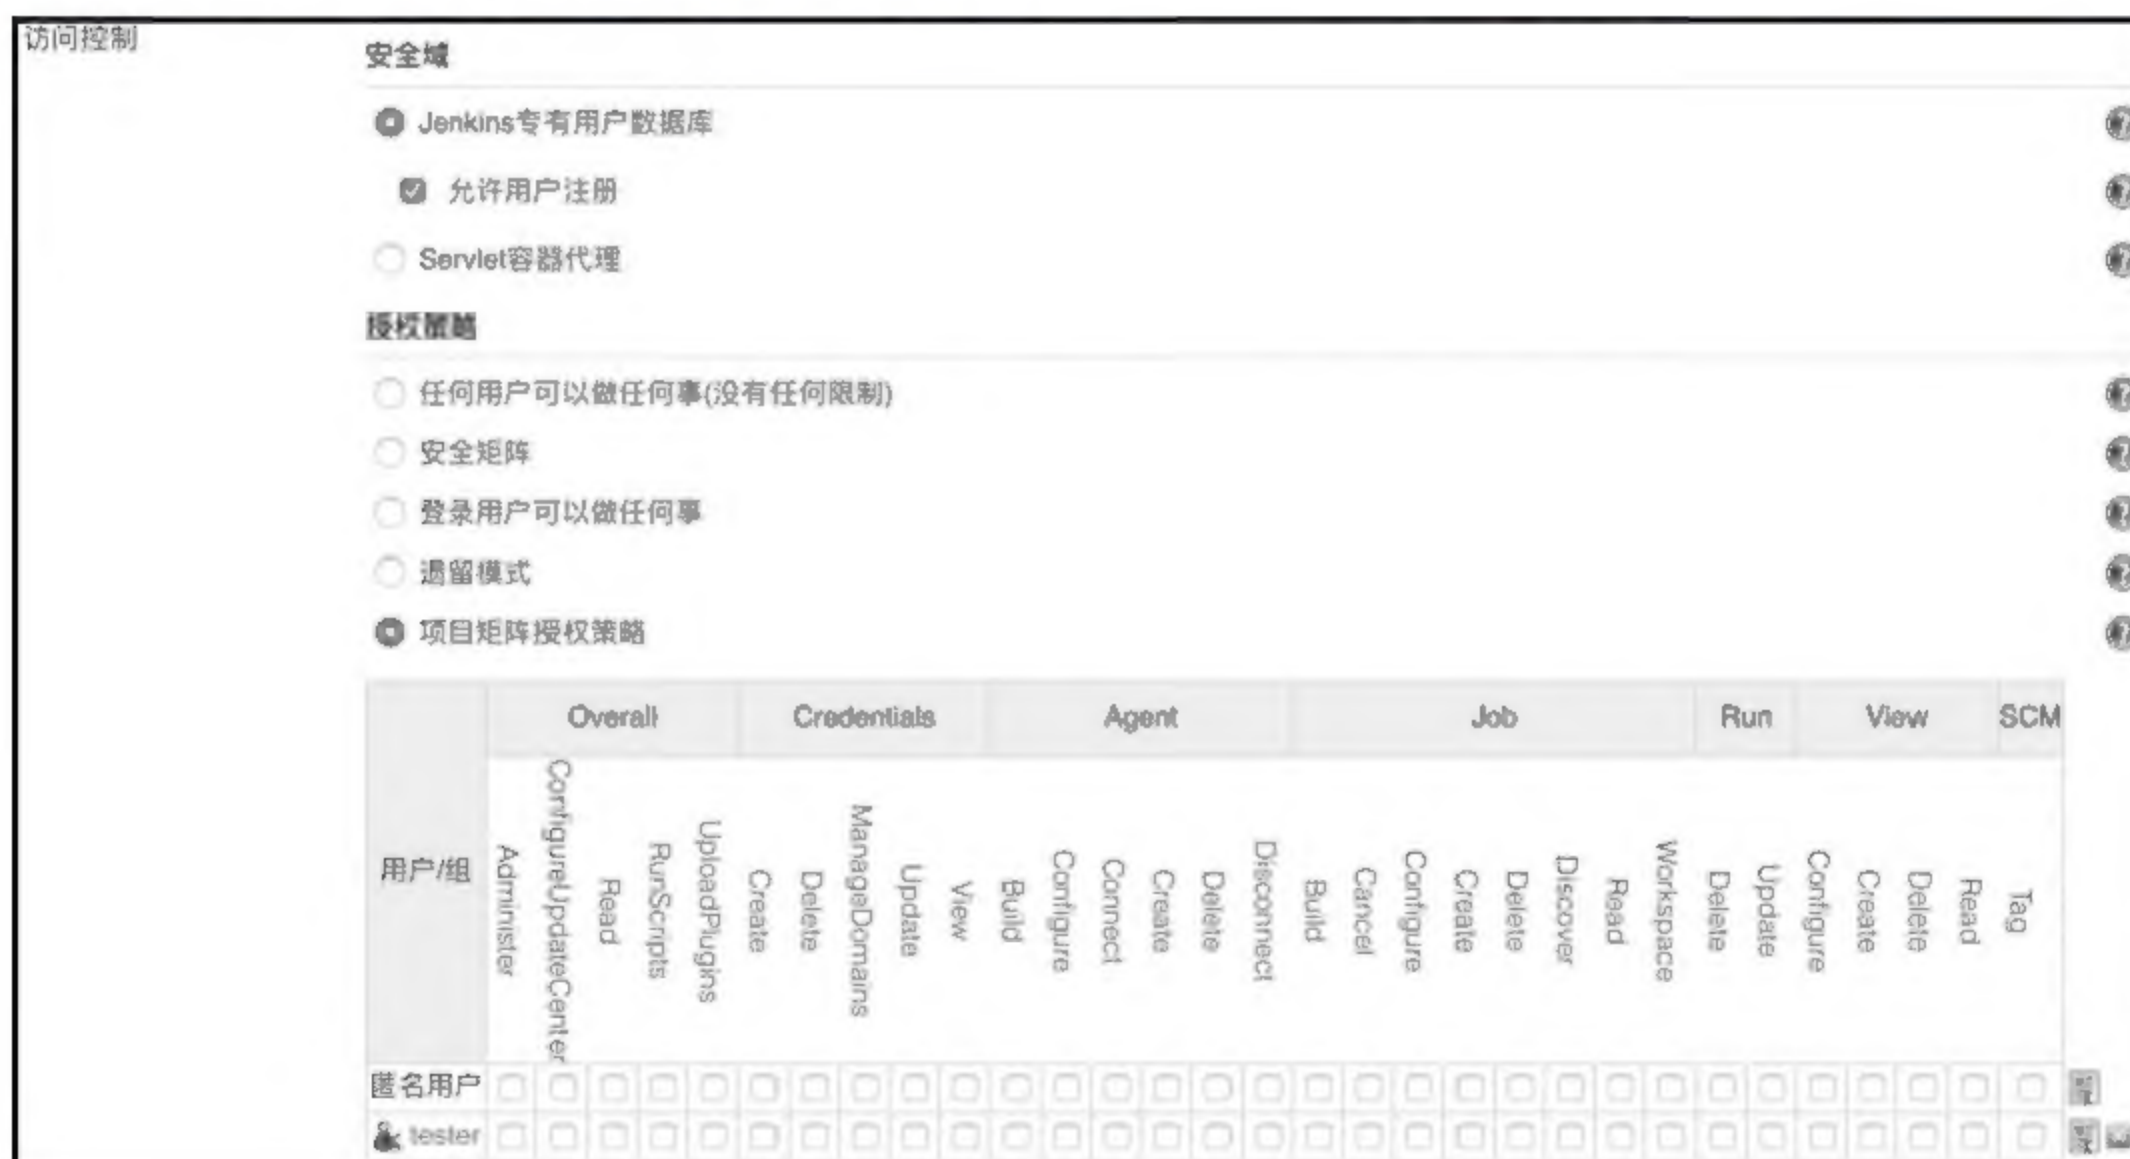 访问控制
安全域
Jenkins专有用户数据库
允许用户注册
Servlet容器代理
授权策略
任何用户可以做任何事(没有任何限制)
安全矩阵
登录用户可以做任何事
遗留模式
项目矩阵授权策略
用户/组 Overall Credentials Agent Job Run View SCM
Administer ConfigureUpdateCenter Read RunScripts UploadPlugins Create Delete ManageDomains Update View Build Configure Connect Create Delete Disconnect Build Cancel Configure Create Delete Discover Read Workspace Delete Update Configure Create Delete Read Tag
匿名用户
tester